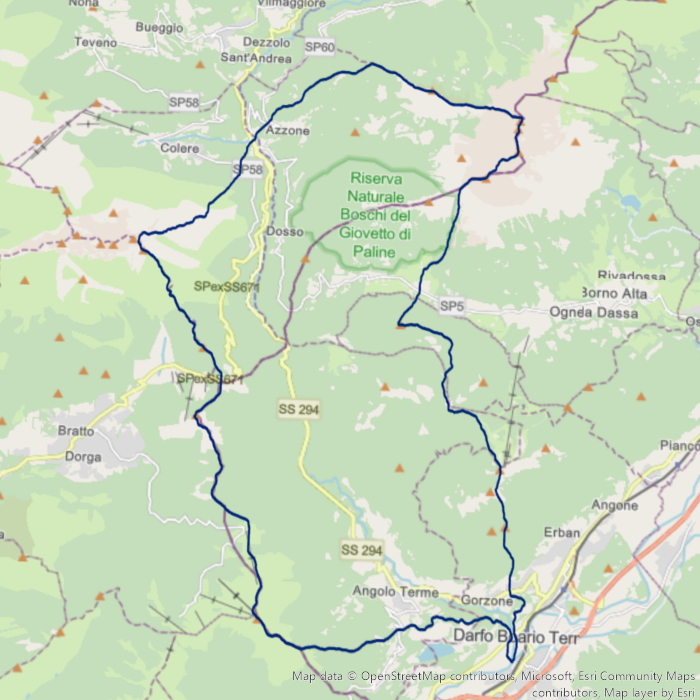 Nona
Vilmaggiore
Bueggio
Teveno
Dezzolo
Sant'Andrea
SP60
SP58
Azzone
Colere
SP58
Riserva
Naturale
Boschi del
Giovetto di
Paline
Dosso
SPexSS671
Rivadossa
Borno Alta
SP5
Ognea Dassa
Os
SPexSS671
SS 294
Bratto
Dorga
Pianco
Angone
Erban
SS 294
Angolo Terme
Gorzone
Darfo B ario Terr
Map data © OpenStreetMap contributors, Microsoft, Esri Community Maps
contributors, Map layer by Esri